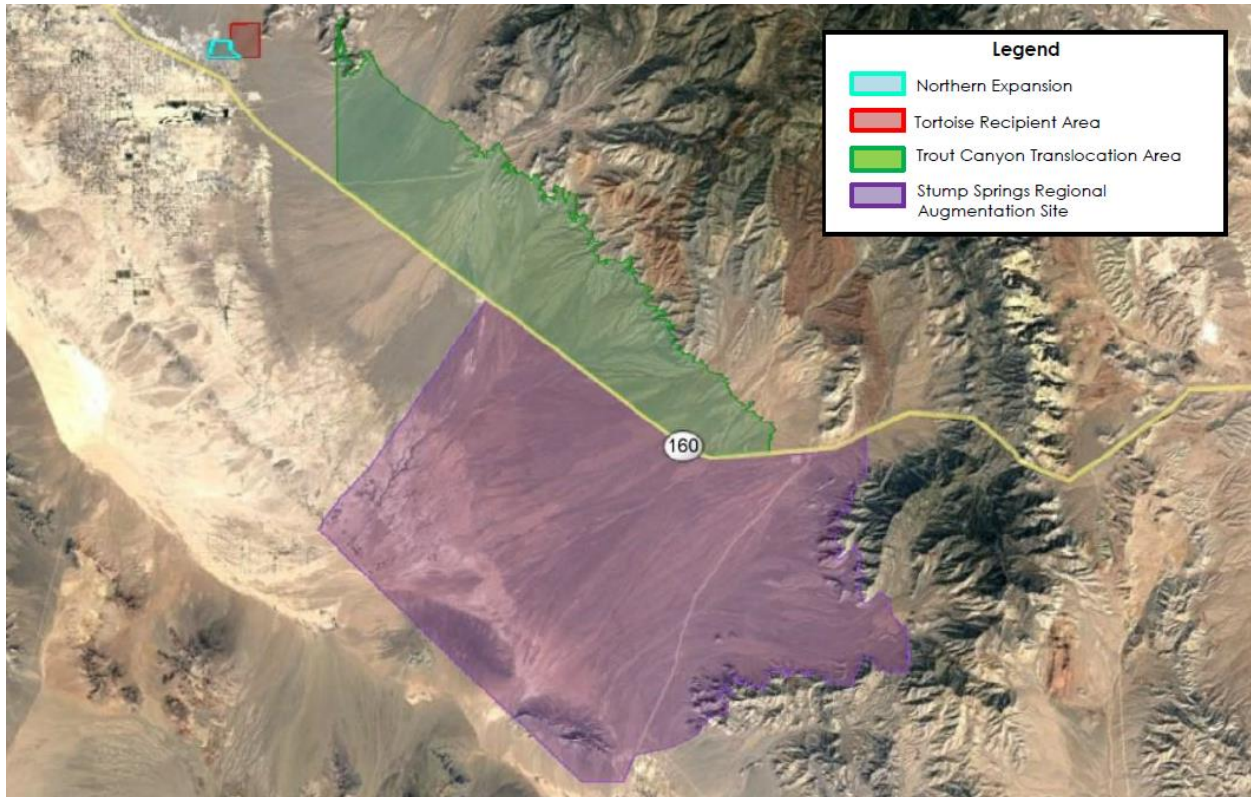 Legend
Northern Expansion
Tortoise Recipient Area
Trout Canyon Translocation Area
Stump Springs Regional
Augmentation Site
160